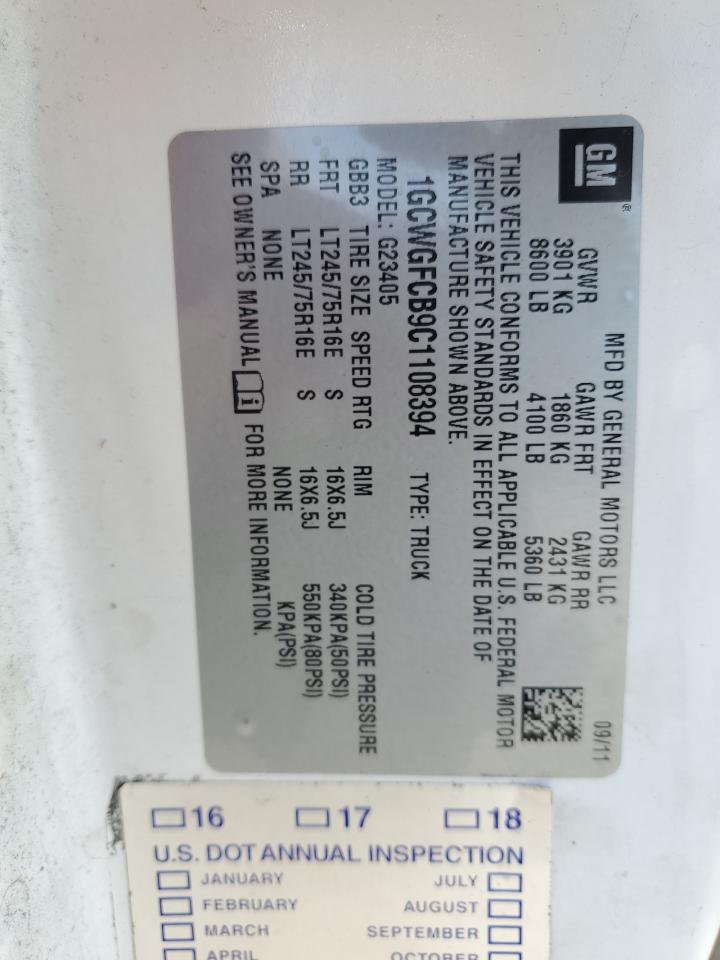 GM®
MFD BY GENERAL MOTORS LLC 09/11
GVWR GAWR FRT GAWR RR
3901 KG 1860 KG 2431 KG
8600 LB 4100 LB 5360 LB
THIS VEHICLE CONFORMS TO ALL APPLICABLE U.S. FEDERAL MOTOR
VEHICLE SAFETY STANDARDS IN EFFECT ON THE DATE OF
MANUFACTURE SHOWN ABOVE.
1GCWGFCB9C1108394 TYPE: TRUCK
MODEL: G23405
GBB3 TIRE SIZE SPEED RTG RIM COLD TIRE PRESSURE
FRT LT245/75R16E S 16X6.5J 340KPA(50PSI)
RR LT245/75R16E S 16X6.5J 550KPA(80PSI)
SPA NONE NONE KPA(PSI)
SEE OWNER'S MANUAL i FOR MORE INFORMATION.
16 17 18
U.S. DOT ANNUAL INSPECTION
JANUARY JULY
FEBRUARY AUGUST
MARCH SEPTEMBER
APRIL OCTOBER